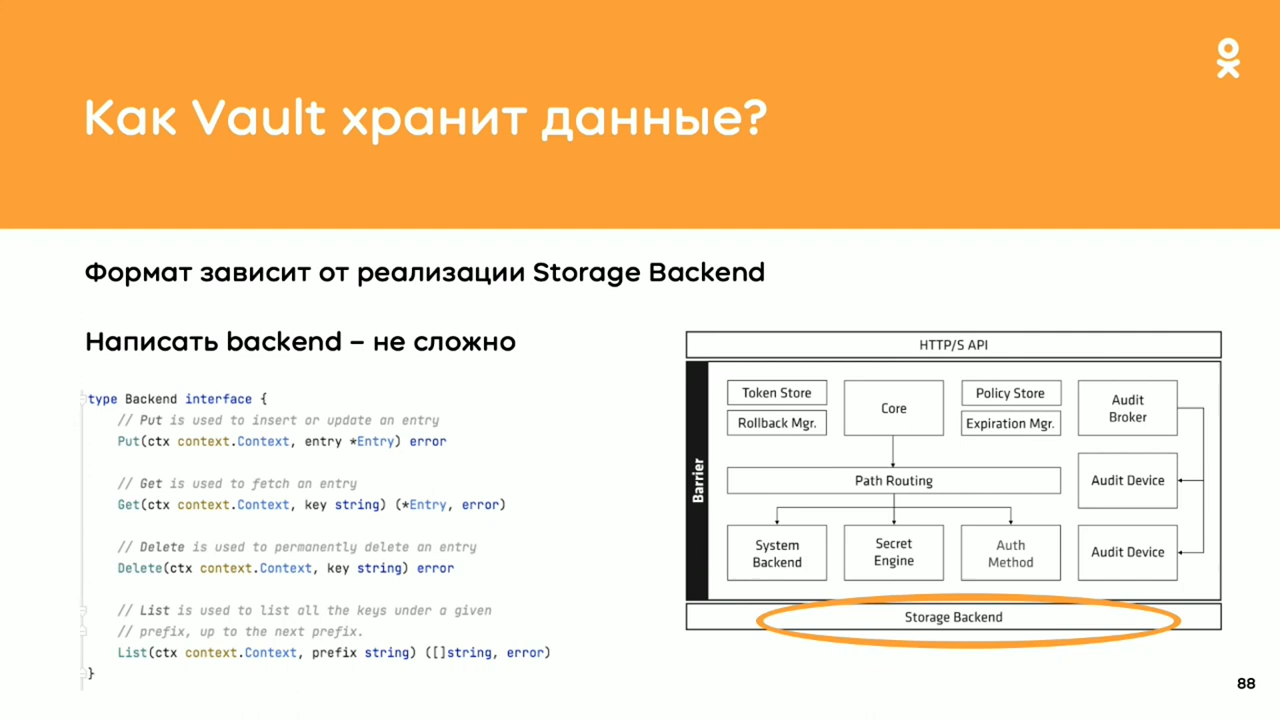 Как Vault хранит данные?
Формат зависит от реализации Storage Backend
Написать backend – не сложно
type Backend interface {
// Put is used to insert or update an entry
Put(ctx context.Context, entry *Entry) error
// Get is used to fetch an entry
Get(ctx context.Context, key string) (*Entry, error)
// Delete is used to permanently delete an entry
Delete(ctx context.Context, key string) error
// List is used to list all the keys under a given
// prefix, up to the next prefix.
List(ctx context.Context, prefix string) ([]string, error)
}
HTTP/S API
Barrier
Token Store
Rollback Mgr.
Core
Policy Store
Expiration Mgr.
Audit
Broker
Path Routing
Audit Device
System
Backend
Secret
Engine
Auth
Method
Audit Device
Storage Backend
88